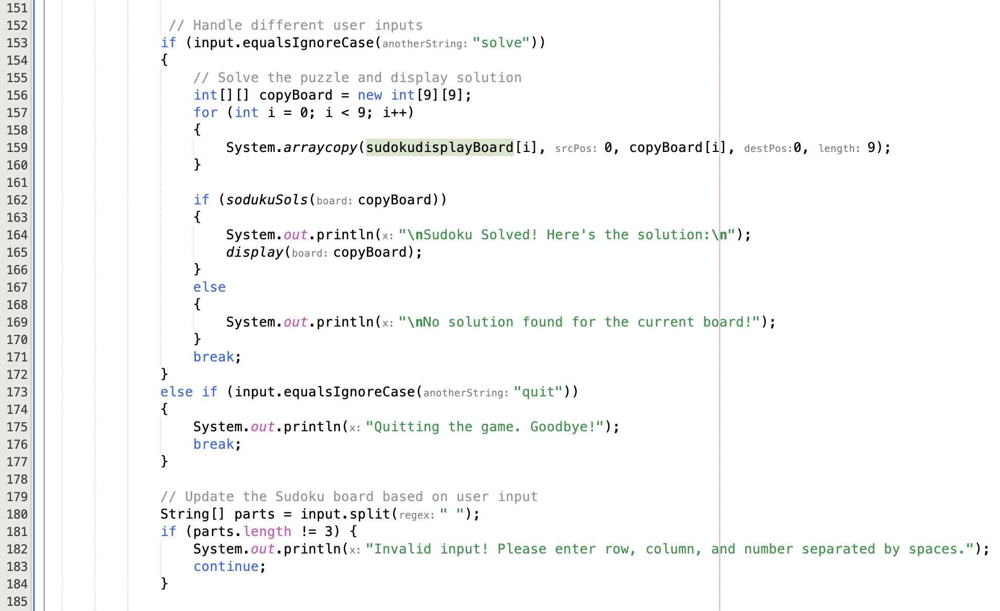 151
152 // Handle different user inputs
153 if (input.equalsIgnoreCase(anotherString: "solve"))
154 {
155 // Solve the puzzle and display solution
156 int[][] copyBoard = new int[9][9];
157 for (int i = 0; i < 9; i++)
158 {
159 System.arraycopy(sudokudisplayBoard[i], srcPos: 0, copyBoard[i], destPos:0, length: 9);
160 }
161
162 if (sodukuSols(board: copyBoard))
163 {
164 System.out.println(x: "\nSudoku Solved! Here's the solution:\n");
165 display(board: copyBoard);
166 }
167 else
168 {
169 System.out.println(x: "\nNo solution found for the current board!");
170 }
171 break;
172 }
173 else if (input.equalsIgnoreCase(anotherString: "quit"))
174 {
175 System.out.println(x: "Quitting the game. Goodbye!");
176 break;
177 }
178
179 // Update the Sudoku board based on user input
180 String[] parts = input.split(regex: " ");
181 if (parts.length != 3) {
182 System.out.println(x: "Invalid input! Please enter row, column, and number separated by spaces.");
183 continue;
184 }
185